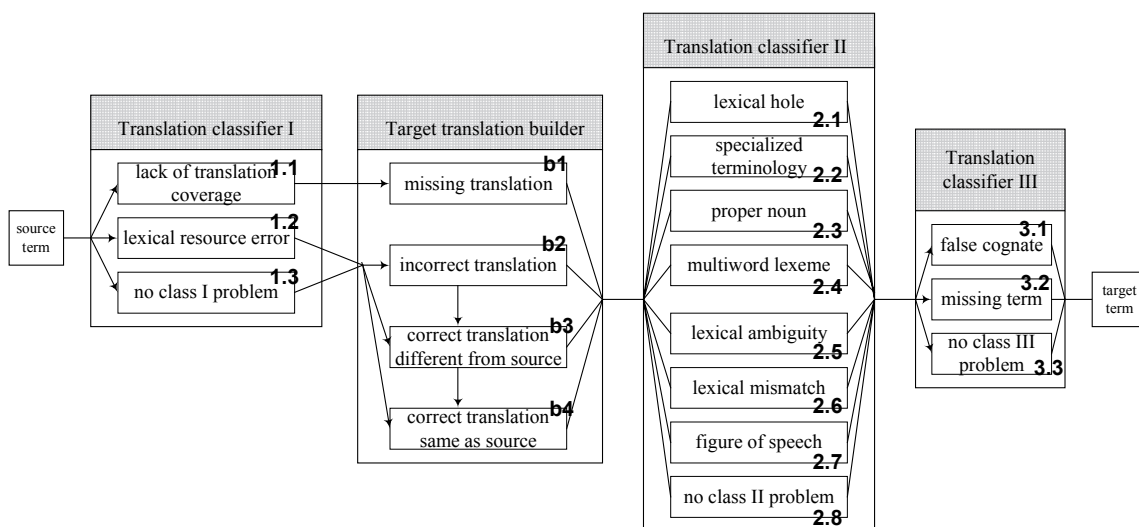 source
term
Translation classifier I
lack of translation
coverage
1.1
lexical resource error
1.2
no class I problem
1.3
Target translation builder
missing translation
b1
incorrect translation
b2
correct translation
different from source
b3
correct translation
same as source
b4
Translation classifier II
lexical hole
2.1
specialized
terminology
2.2
proper noun
2.3
multiword lexeme
2.4
lexical ambiguity
2.5
lexical mismatch
2.6
figure of speech
2.7
no class II problem
2.8
Translation
classifier III
false cognate
3.1
missing term
3.2
no class III
problem
3.3
target
term